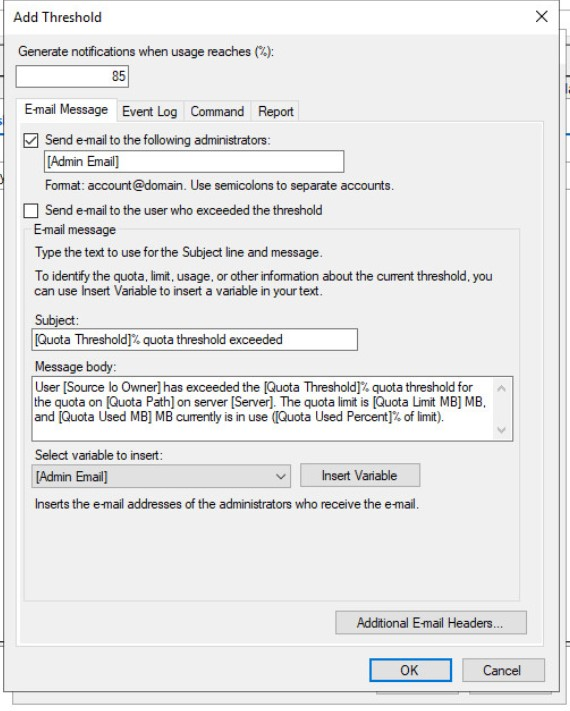 Add Threshold
Generate notifications when usage reaches (%):
85
E-mail Message Event Log Command Report
Send e-mail to the following administrators:
[Admin Email]
Format: account@domain. Use semicolons to separate accounts.
Send e-mail to the user who exceeded the threshold
E-mail message
Type the text to use for the Subject line and message.
To identify the quota, limit, usage, or other information about the current threshold, you
can use Insert Variable to insert a variable in your text.
Subject:
[Quota Threshold]% quota threshold exceeded
Message body:
User [Source Io Owner] has exceeded the [Quota Threshold]% quota threshold for
the quota on [Quota Path] on server [Server]. The quota limit is [Quota Limit MB] MB,
and [Quota Used MB] MB currently is in use ([Quota Used Percent]% of limit).
Select variable to insert:
[Admin Email] Insert Variable
Inserts the e-mail addresses of the administrators who receive the e-mail.
Additional E-mail Headers...
OK Cancel